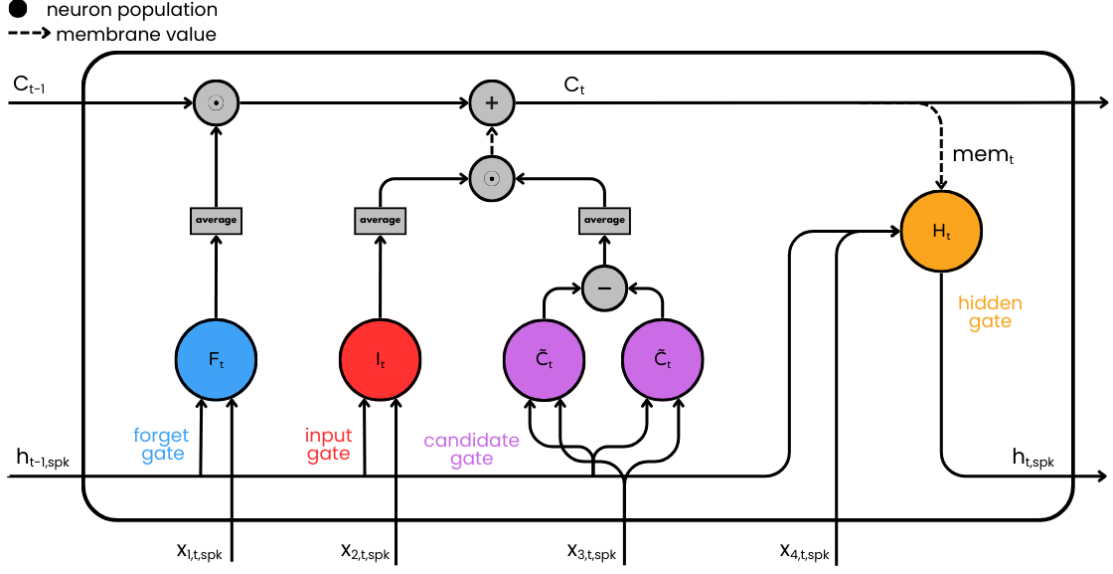 neuron population
membrane value
Cₜ₋₁
⊙
+
Cₜ
⊙
memₜ
average
average
average
Hₜ
−
hidden
gate
Fₜ
Iₜ
C̃ₜ
C̃ₜ
forget
gate
input
gate
candidate
gate
hₜ₋₁,spk
hₜ,spk
x₁,ₜ,spk
x₂,ₜ,spk
x₃,ₜ,spk
x₄,ₜ,spk